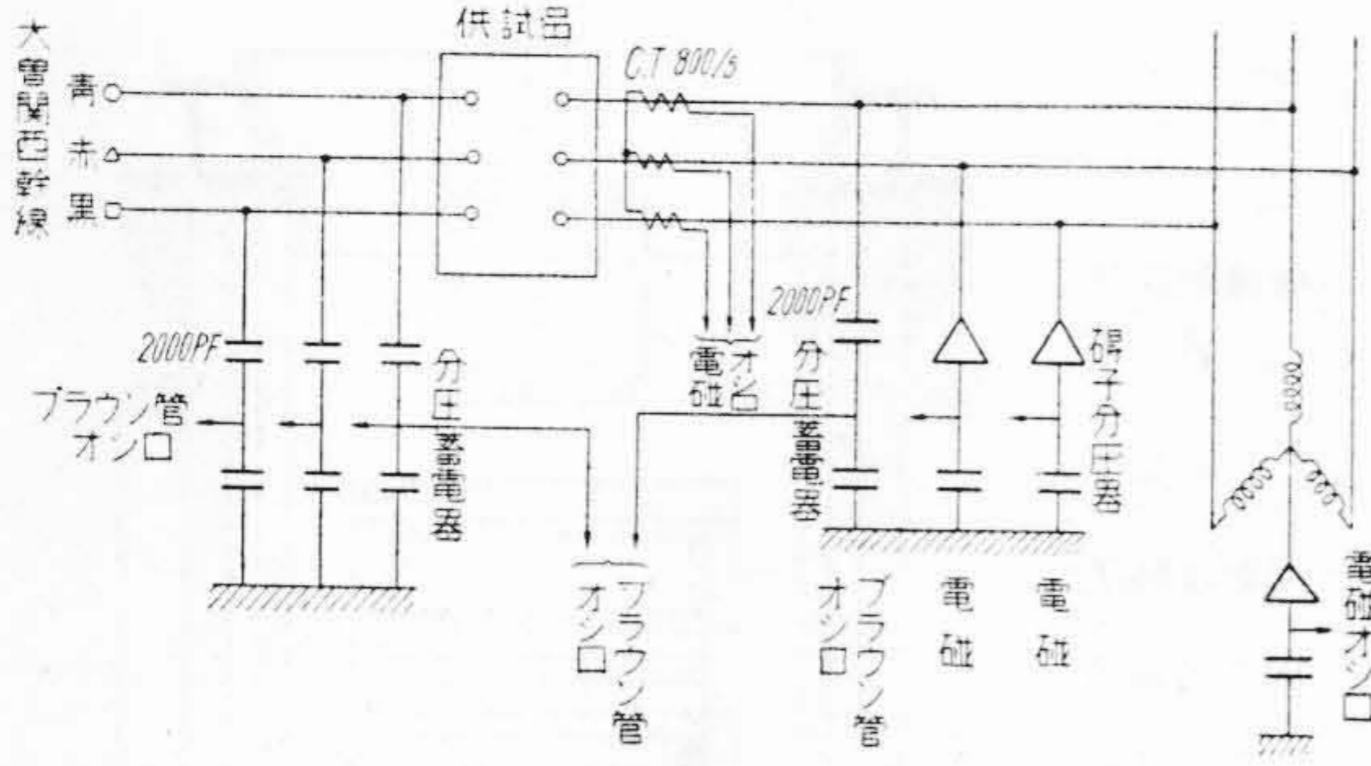 供試品
大曽関西幹線
青
赤
黒
C.T 800/5
2000PF
ブラウン管
オシロ
分圧蓄電器
電磁
オシロ
2000PF
分圧蓄電器
碍子分圧器
ブラウン管
オシロ
ブラウン管
オシロ
電磁
電磁
電磁オシロ